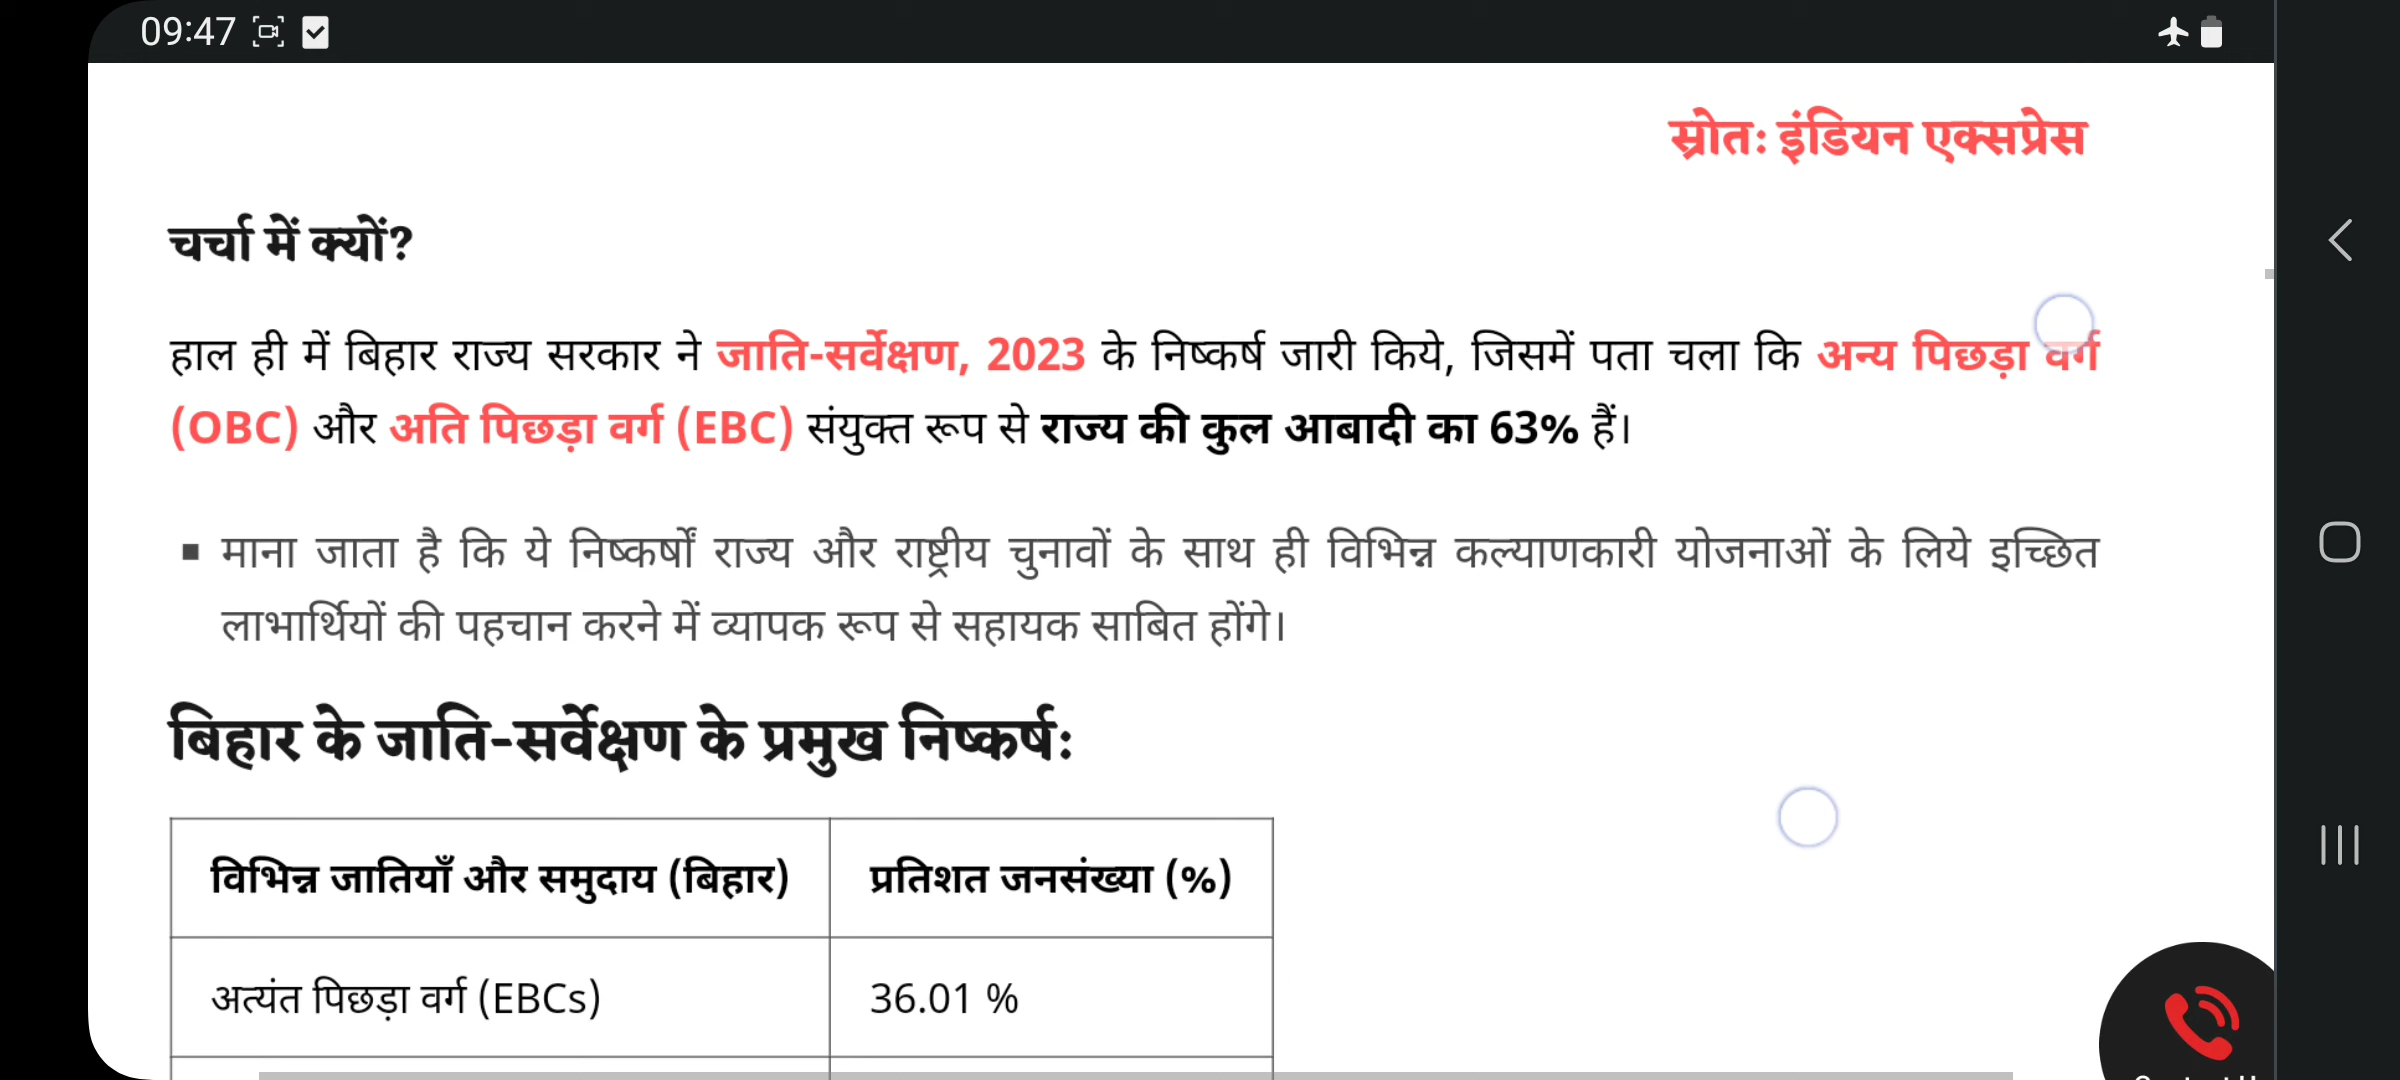 09:47
स्रोतः इंडियन एक्सप्रेस
चर्चा में क्यों?
हाल ही में बिहार राज्य सरकार ने जाति-सर्वेक्षण, 2023 के निष्कर्ष जारी किये, जिसमें पता चला कि अन्य पिछड़ा वर्ग
(OBC) और अति पिछड़ा वर्ग (EBC) संयुक्त रूप से राज्य की कुल आबादी का 63% हैं।
▪ माना जाता है कि ये निष्कर्षों राज्य और राष्ट्रीय चुनावों के साथ ही विभिन्न कल्याणकारी योजनाओं के लिये इच्छित
लाभार्थियों की पहचान करने में व्यापक रूप से सहायक साबित होंगे।
बिहार के जाति-सर्वेक्षण के प्रमुख निष्कर्ष:
विभिन्न जातियाँ और समुदाय (बिहार) प्रतिशत जनसंख्या (%)
अत्यंत पिछड़ा वर्ग (EBCs) 36.01 %